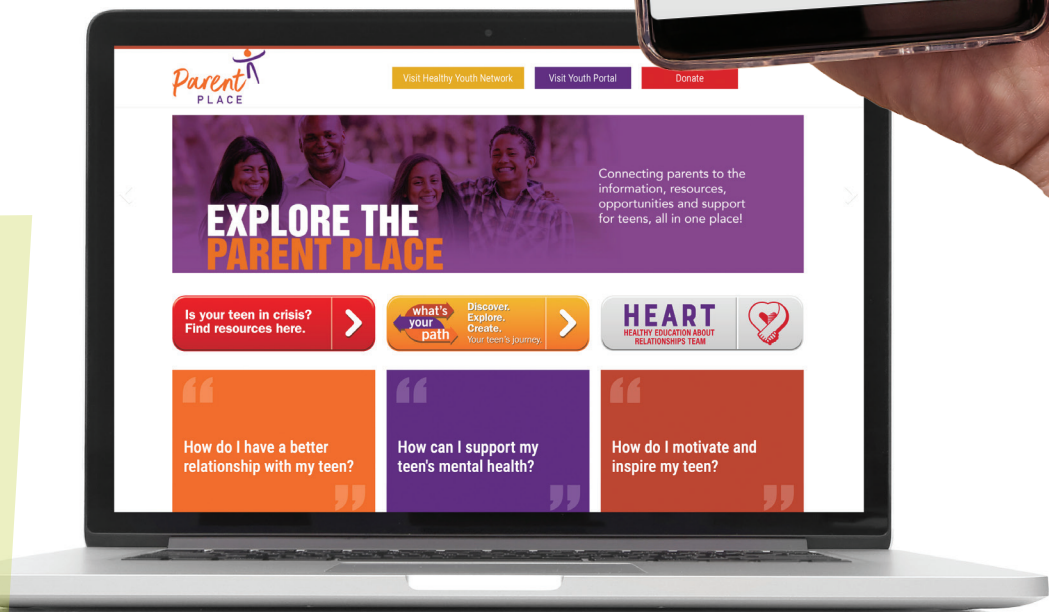 Parent
PLACE
Visit Healthy Youth Network
Visit Youth Portal
Donate
EXPLORE THE
PARENT PLACE
Connecting parents to the
information, resources,
opportunities and support
for teens, all in one place!
Is your teen in crisis?
Find resources here.
what's
your
path
Discover.
Explore.
Create.
Your teen's journey.
HEART
HEALTHY EDUCATION ABOUT
RELATIONSHIPS TEAM
“
How do I have a better
relationship with my teen?
”
“
How can I support my
teen's mental health?
”
“
How do I motivate and
inspire my teen?
”